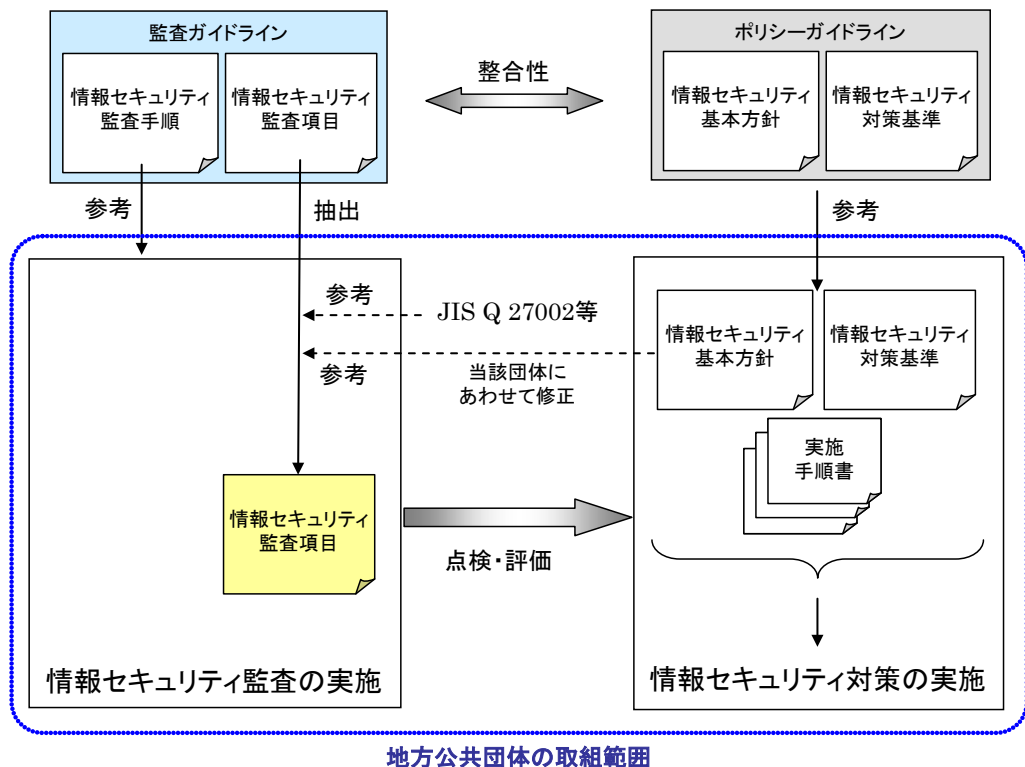 監査ガイドライン
情報セキュリティ
監査手順
情報セキュリティ
監査項目
整合性
ポリシーガイドライン
情報セキュリティ
基本方針
情報セキュリティ
対策基準
参考
抽出
参考
参考
JIS Q 27002等
参考
当該団体に
あわせて修正
情報セキュリティ
基本方針
情報セキュリティ
対策基準
実施
手順書
情報セキュリティ
監査項目
点検・評価
情報セキュリティ監査の実施
情報セキュリティ対策の実施
地方公共団体の取組範囲